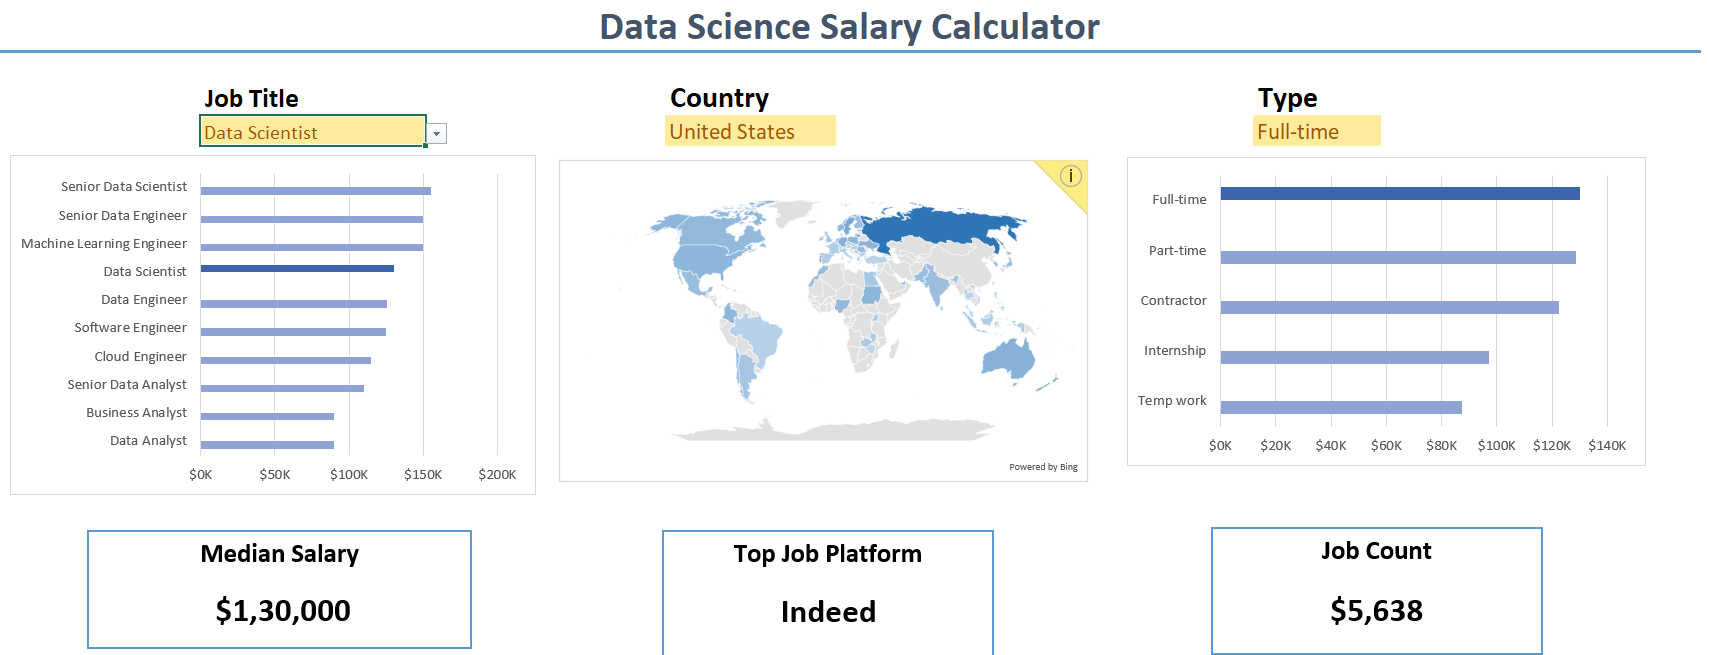 Data Science Salary Calculator
Job Title
Data Scientist
Country
United States
Type
Full-time
Senior Data Scientist
Senior Data Engineer
Machine Learning Engineer
Data Scientist
Data Engineer
Software Engineer
Cloud Engineer
Senior Data Analyst
Business Analyst
Data Analyst
$0K $50K $100K $150K $200K
i
Powered by Bing
Full-time
Part-time
Contractor
Internship
Temp work
$0K $20K $40K $60K $80K $100K $120K $140K
Median Salary
$1,30,000
Top Job Platform
Indeed
Job Count
$5,638